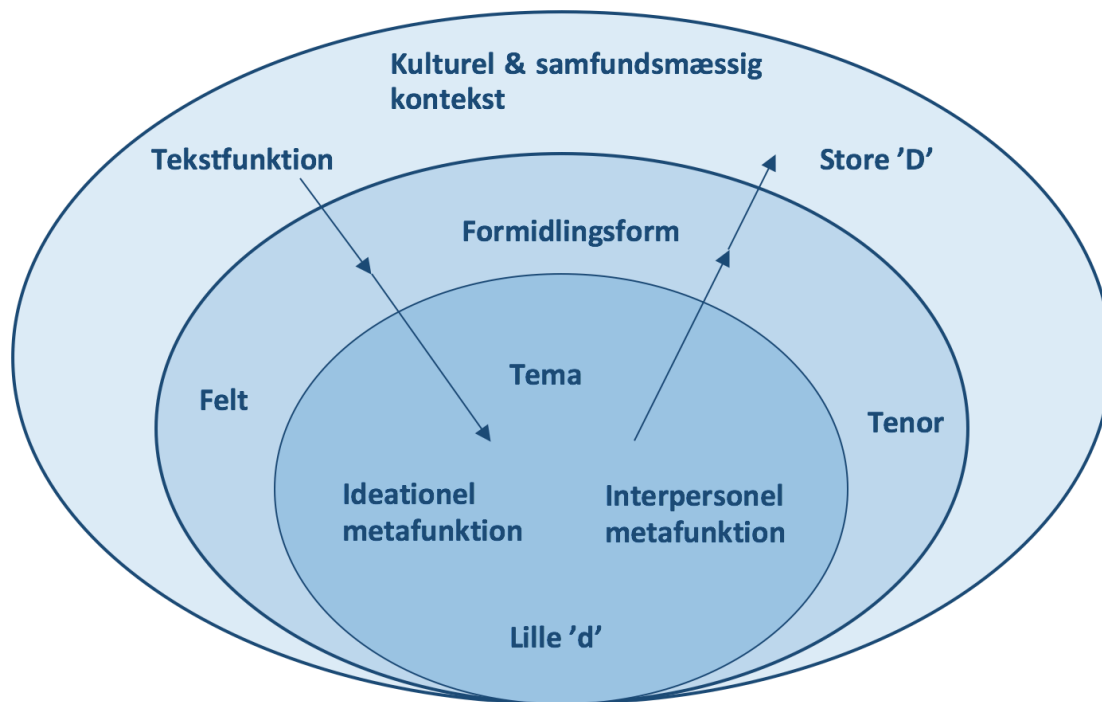 Kulturel & samfundsmæssig
kontekst
Tekstfunktion
Store ’D’
Formidlingsform
Tema
Felt
Tenor
Ideationel
metafunktion
Interpersonel
metafunktion
Lille ’d’